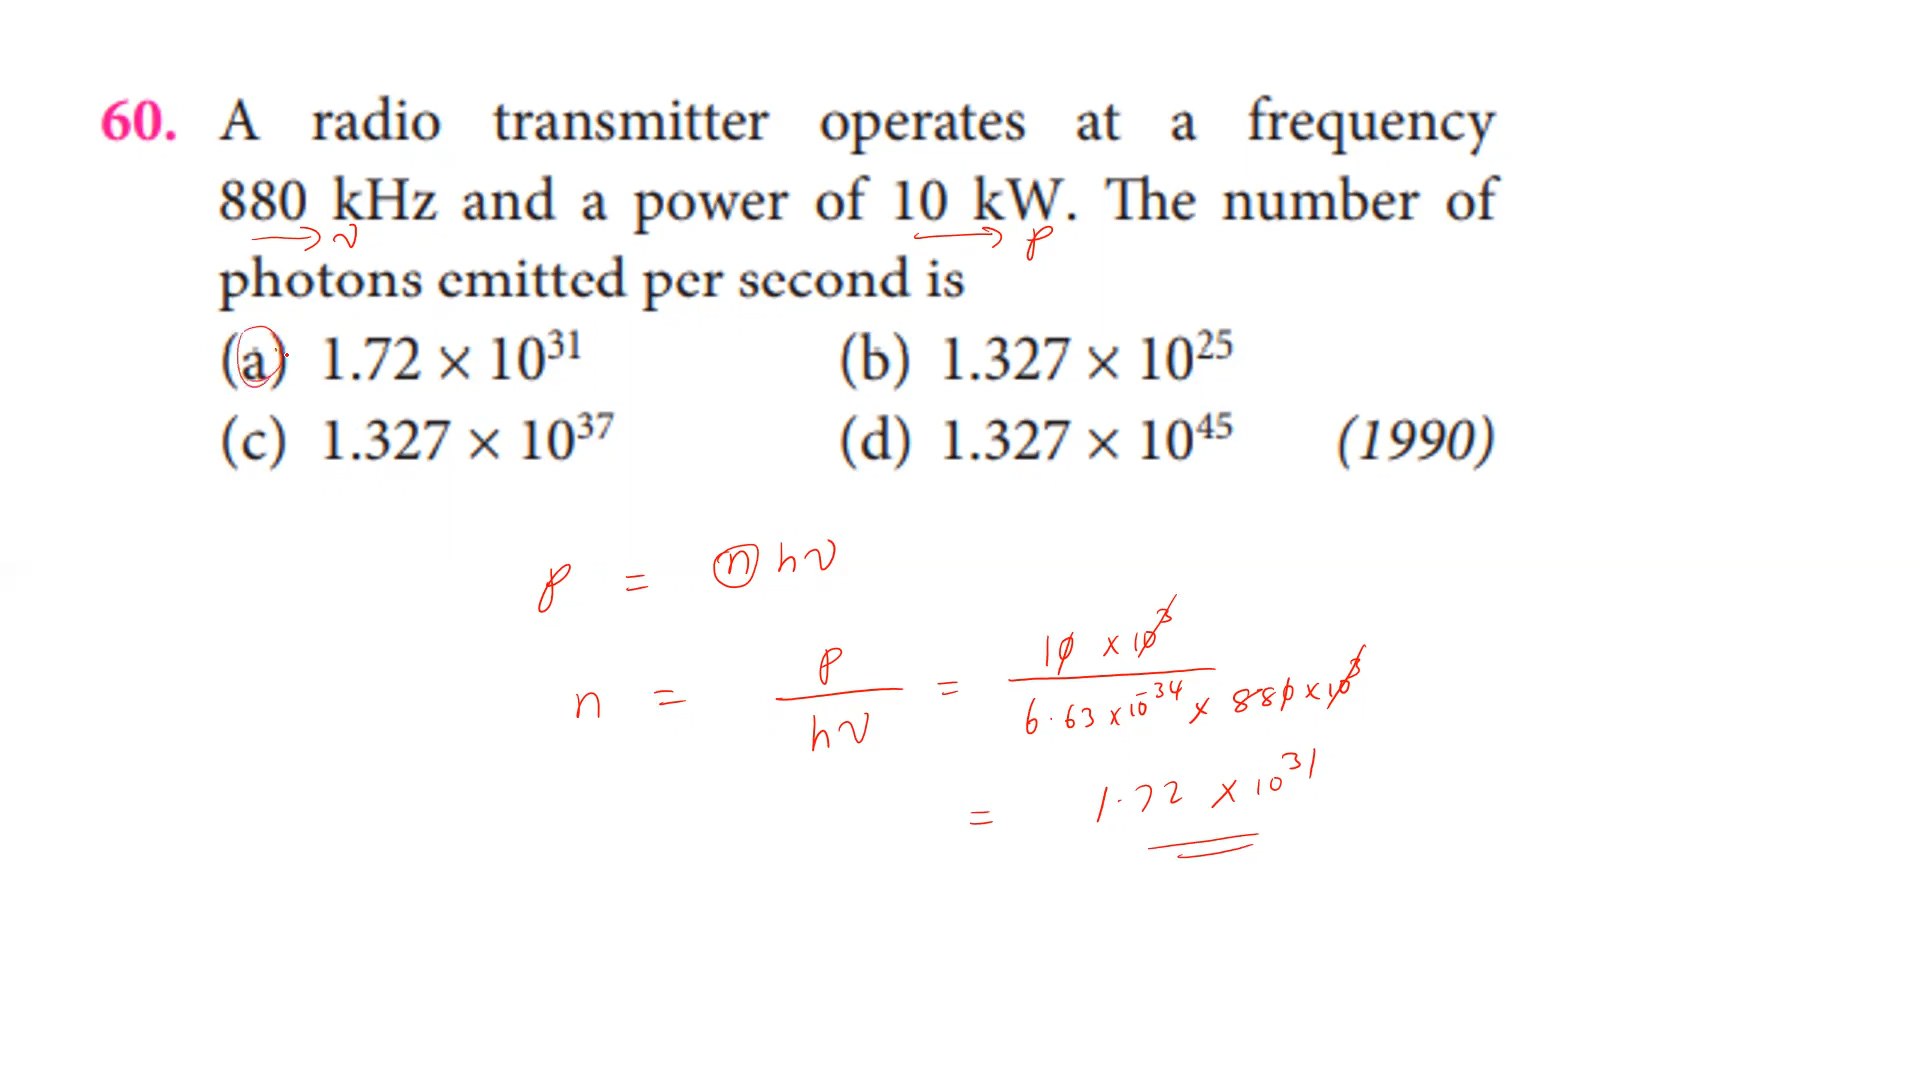 60. A radio transmitter operates at a frequency
880 kHz and a power of 10 kW. The number of
ν P
photons emitted per second is
(a) 1.72 × 10³¹ (b) 1.327 × 10²⁵
(c) 1.327 × 10³⁷ (d) 1.327 × 10⁴⁵ (1990)
P = n hν
n = P / hν = 10 × 10³ / 6.63 × 10⁻³⁴ × 880 × 10³
= 1.72 × 10³¹